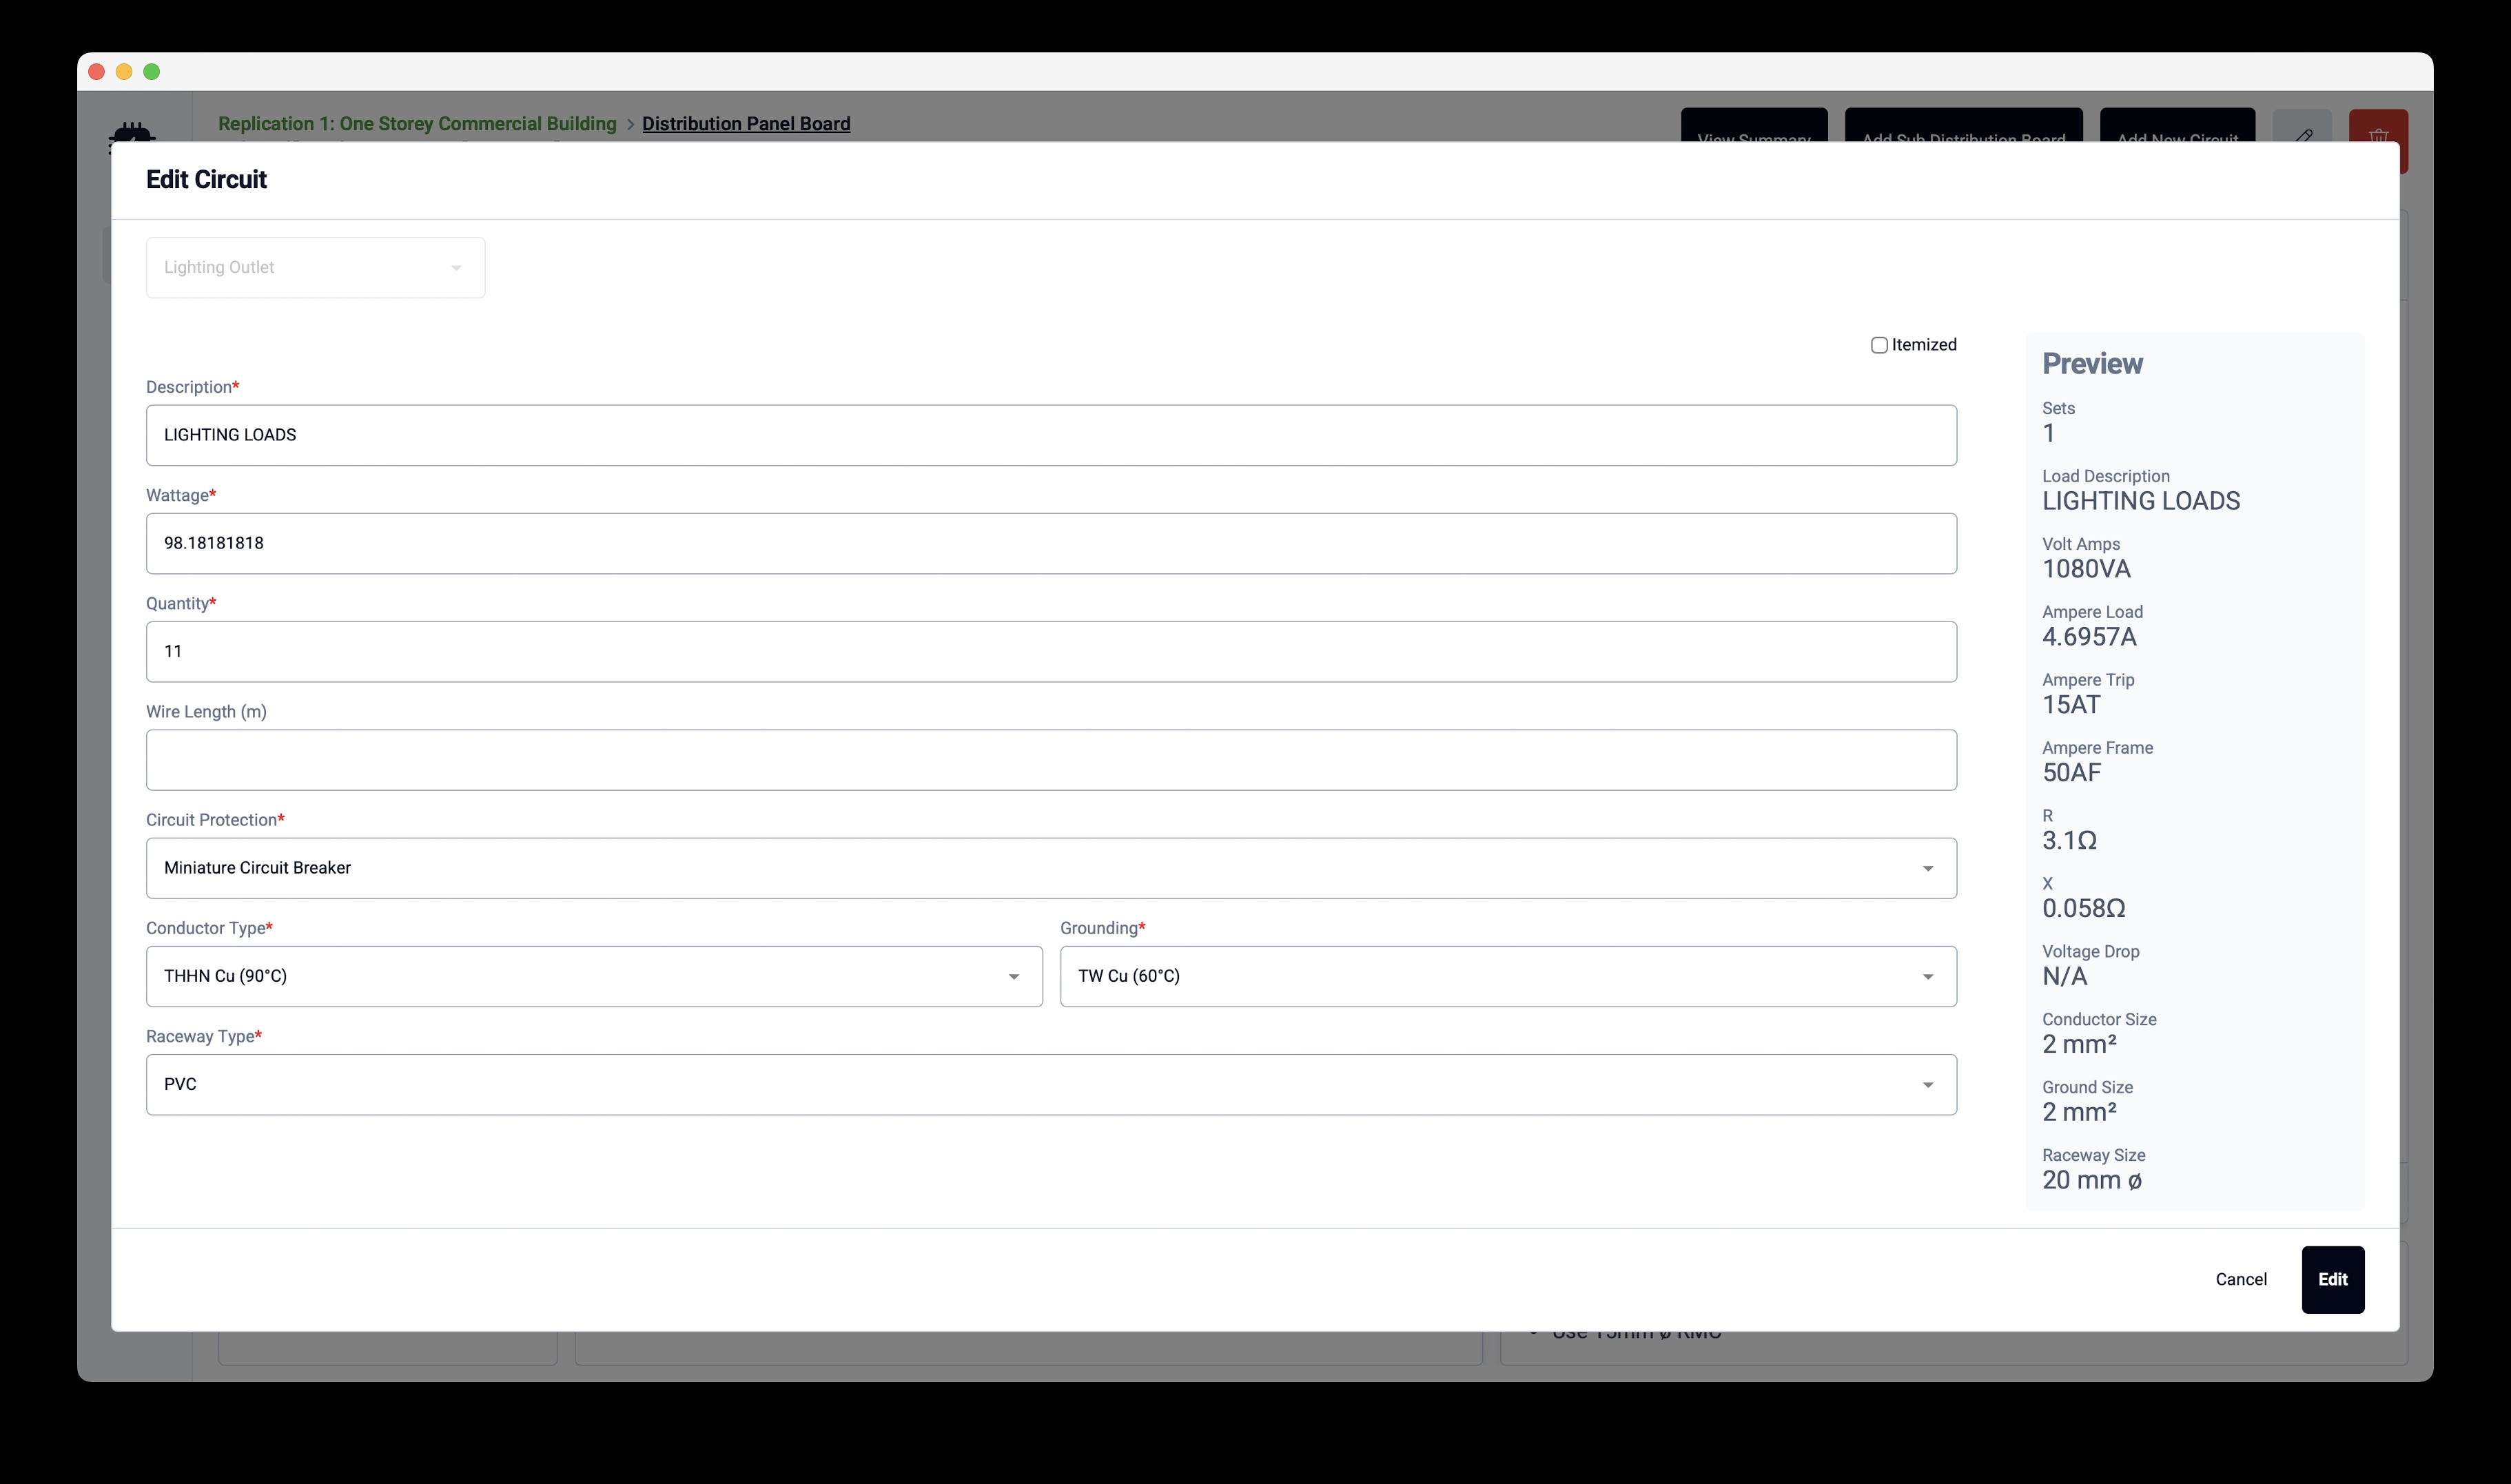 Replication 1: One Storey Commercial Building > Distribution Panel Board
View Summary
Add Sub Distribution Board
Add New Circuit
Edit Circuit
Lighting Outlet
Itemized
Description*
LIGHTING LOADS
Wattage*
98.18181818
Quantity*
11
Wire Length (m)
Circuit Protection*
Miniature Circuit Breaker
Conductor Type*
THHN Cu (90°C)
Grounding*
TW Cu (60°C)
Raceway Type*
PVC
Preview
Sets
1
Load Description
LIGHTING LOADS
Volt Amps
1080VA
Ampere Load
4.6957A
Ampere Trip
15AT
Ampere Frame
50AF
R
3.1Ω
X
0.058Ω
Voltage Drop
N/A
Conductor Size
2 mm²
Ground Size
2 mm²
Raceway Size
20 mm ø
Cancel
Edit
Use 15mm ø RMC